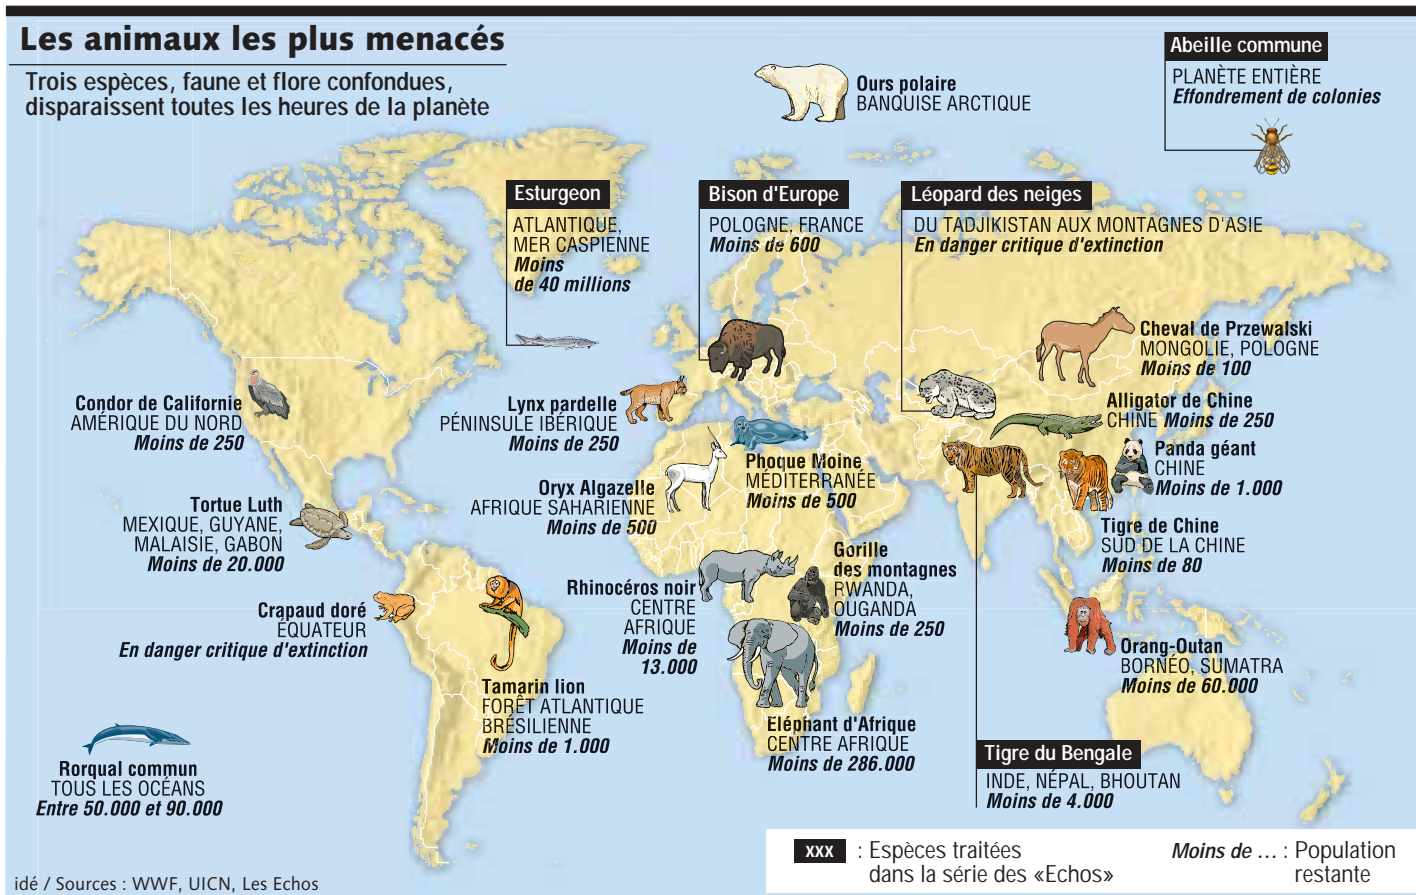 Les animaux les plus menacés
Trois espèces, faune et flore confondues,
disparaissent toutes les heures de la planète
Ours polaire
BANQUISE ARCTIQUE
Abeille commune
PLANÈTE ENTIÈRE
Effondrement de colonies
Esturgeon
ATLANTIQUE,
MER CASPIENNE
Moins
de 40 millions
Bison d'Europe
POLOGNE, FRANCE
Moins de 600
Léopard des neiges
DU TADJIKISTAN AUX MONTAGNES D'ASIE
En danger critique d'extinction
Cheval de Przewalski
MONGOLIE, POLOGNE
Moins de 100
Condor de Californie
AMÉRIQUE DU NORD
Moins de 250
Lynx pardelle
PÉNINSULE IBÉRIQUE
Moins de 250
Alligator de Chine
CHINE Moins de 250
Phoque Moine
MÉDITERRANÉE
Moins de 500
Panda géant
CHINE
Moins de 1.000
Oryx Algazelle
AFRIQUE SAHARIENNE
Moins de 500
Tortue Luth
MEXIQUE, GUYANE,
MALAISIE, GABON
Moins de 20.000
Tigre de Chine
SUD DE LA CHINE
Moins de 80
Gorille
des montagnes
RWANDA,
OUGANDA
Moins de 250
Rhinocéros noir
CENTRE
AFRIQUE
Moins de
13.000
Crapaud doré
ÉQUATEUR
En danger critique d'extinction
Orang-Outan
BORNÉO, SUMATRA
Moins de 60.000
Tamarin lion
FORÊT ATLANTIQUE
BRÉSILIENNE
Moins de 1.000
Eléphant d'Afrique
CENTRE AFRIQUE
Moins de 286.000
Tigre du Bengale
INDE, NÉPAL, BHOUTAN
Moins de 4.000
Rorqual commun
TOUS LES OCÉANS
Entre 50.000 et 90.000
xxx : Espèces traitées
dans la série des «Echos»
Moins de ... : Population
restante
idé / Sources : WWF, UICN, Les Echos